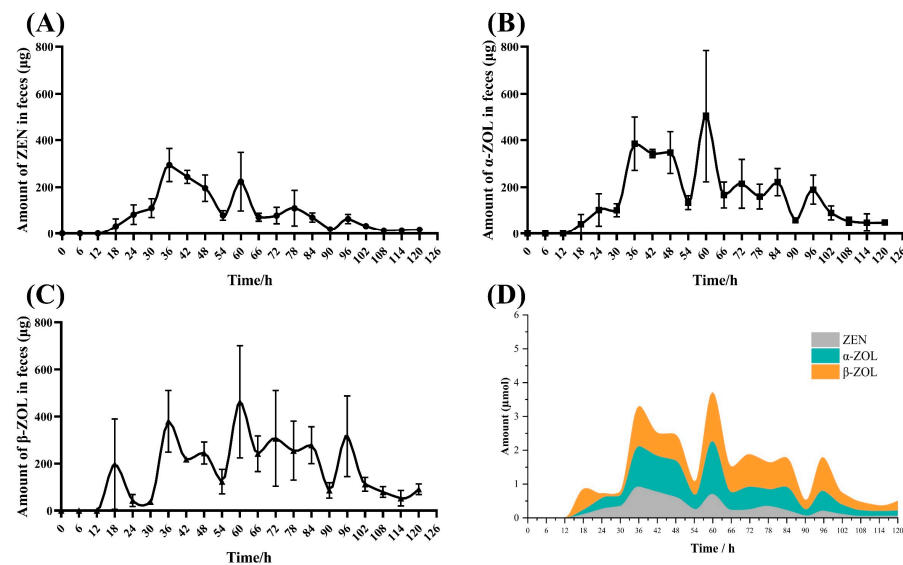 (A)
Amount of ZEN in feces (μg)
800
600
400
200
0
0 6 12 18 24 30 36 42 48 54 60 66 72 78 84 90 96 102 108 114 120 126
Time/h
(B)
Amount of α-ZOL in feces (μg)
800
600
400
200
0
0 6 12 18 24 30 36 42 48 54 60 66 72 78 84 90 96 102 108 114 120 126
Time/h
(C)
Amount of β-ZOL in feces (μg)
800
600
400
200
0
0 6 12 18 24 30 36 42 48 54 60 66 72 78 84 90 96 102 108 114 120 126
Time/h
(D)
Amount (μmol)
6
5
4
3
2
1
0
ZEN
α-ZOL
β-ZOL
0 6 12 18 24 30 36 42 48 54 60 66 72 78 84 90 96 102 108 114 120
Time / h